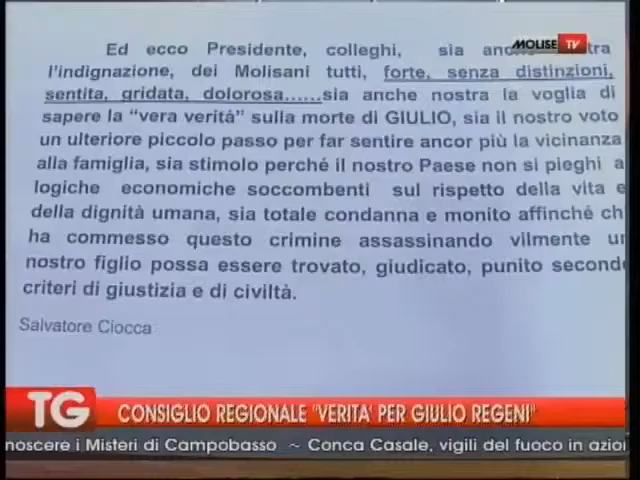 MOLISE TV
Ed ecco Presidente, colleghi, sia tra
l'indignazione, dei Molisani tutti, forte, senza distinzioni,
sentita, gridata, dolorosa......sia anche nostra la voglia di
sapere la "vera verità" sulla morte di GIULIO, sia il nostro voto
un ulteriore piccolo passo per far sentire ancor più la vicinanza
alla famiglia, sia stimolo perché il nostro Paese non si pieghi a
logiche economiche soccombenti sul rispetto della vita e
della dignità umana, sia totale condanna e monito affinché ch
ha commesso questo crimine assassinando vilmente un
nostro figlio possa essere trovato, giudicato, punito second
criteri di giustizia e di civiltà.
Salvatore Ciocca
TG CONSIGLIO REGIONALE "VERITA' PER GIULIO REGENI"
noscere i Misteri di Campobasso ~ Conca Casale, vigili del fuoco in azio